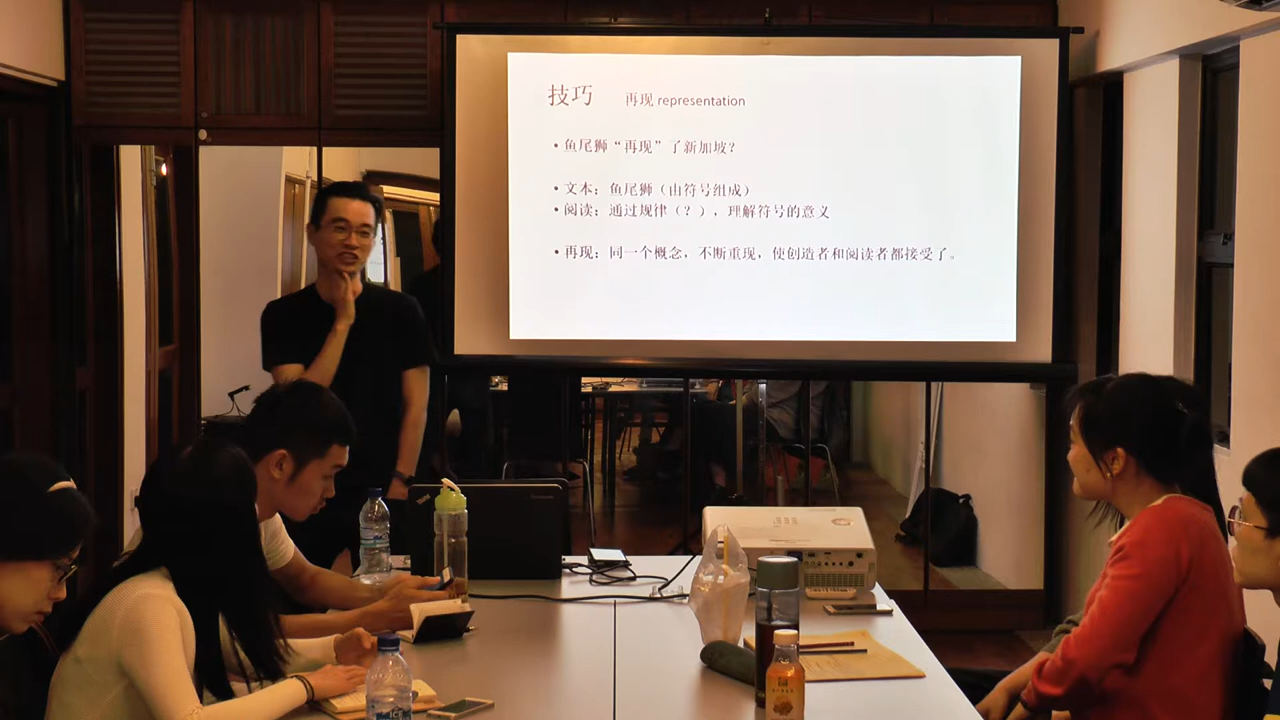 技巧 再现 representation
• 鱼尾狮“再现”了新加坡？
• 文本：鱼尾狮（由符号组成）
• 阅读：通过规律（？），理解符号的意义
• 再现：同一个概念，不断重现，使创造者和阅读者都接受了。